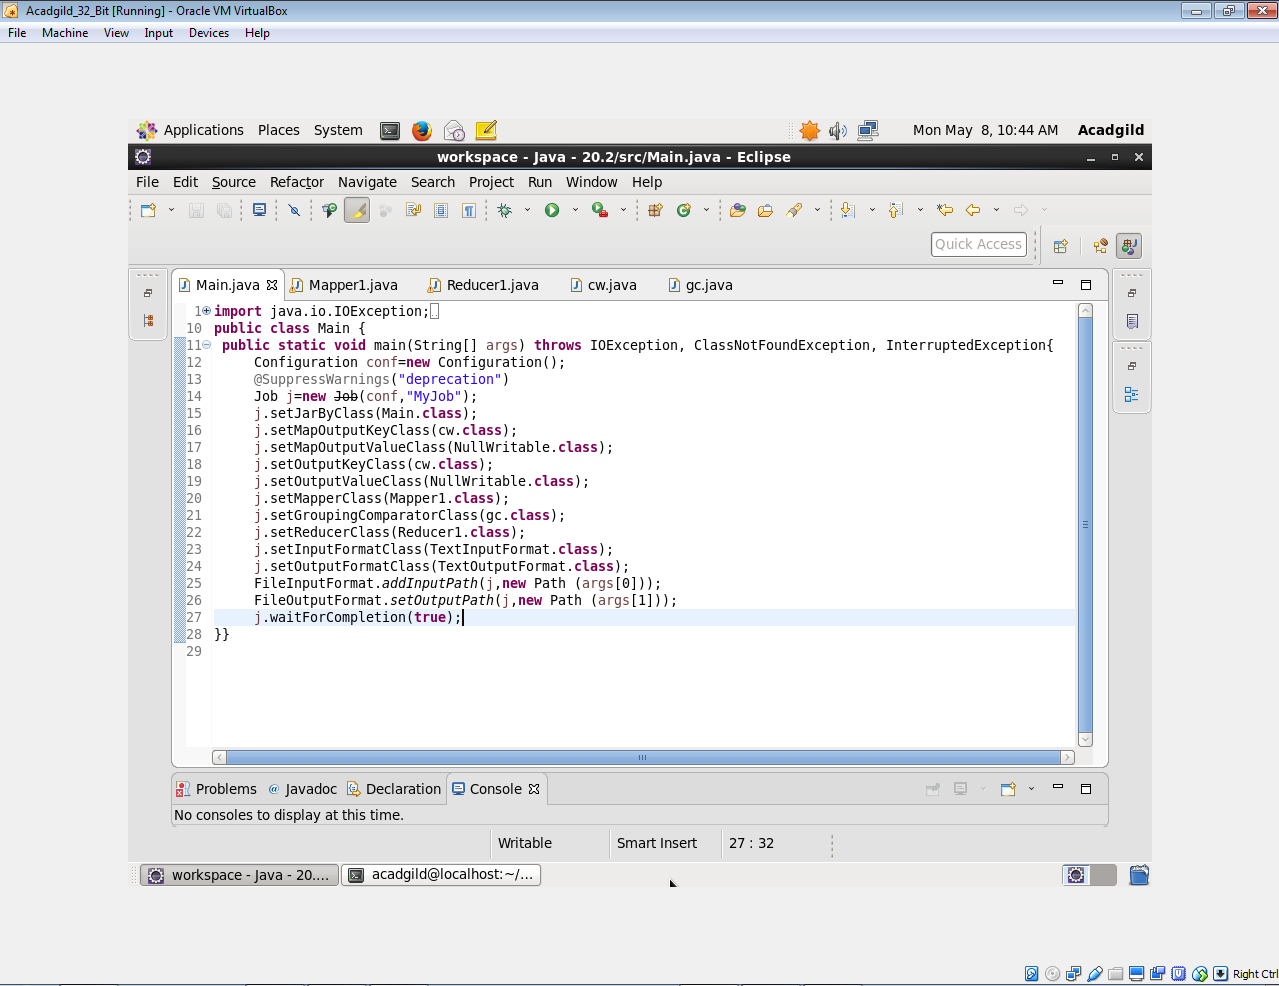 Acadgild_32_Bit [Running] - Oracle VM VirtualBox
File Machine View Input Devices Help
Applications Places System Mon May 8, 10:44 AM Acadgild
workspace - Java - 20.2/src/Main.java - Eclipse
File Edit Source Refactor Navigate Search Project Run Window Help
Quick Access
Main.java Mapper1.java Reducer1.java cw.java gc.java
1 import java.io.IOException;
10 public class Main {
11 public static void main(String[] args) throws IOException, ClassNotFoundException, InterruptedException{
12 Configuration conf=new Configuration();
13 @SuppressWarnings("deprecation")
14 Job j=new Job(conf,"MyJob");
15 j.setJarByClass(Main.class);
16 j.setMapOutputKeyClass(cw.class);
17 j.setMapOutputValueClass(NullWritable.class);
18 j.setOutputKeyClass(cw.class);
19 j.setOutputValueClass(NullWritable.class);
20 j.setMapperClass(Mapper1.class);
21 j.setGroupingComparatorClass(gc.class);
22 j.setReducerClass(Reducer1.class);
23 j.setInputFormatClass(TextInputFormat.class);
24 j.setOutputFormatClass(TextOutputFormat.class);
25 FileInputFormat.addInputPath(j,new Path (args[0]));
26 FileOutputFormat.setOutputPath(j,new Path (args[1]));
27 j.waitForCompletion(true);
28 }}
29
Problems Javadoc Declaration Console
No consoles to display at this time.
Writable Smart Insert 27 : 32
workspace - Java - 20.... acadgild@localhost:~/...
Right Ctrl